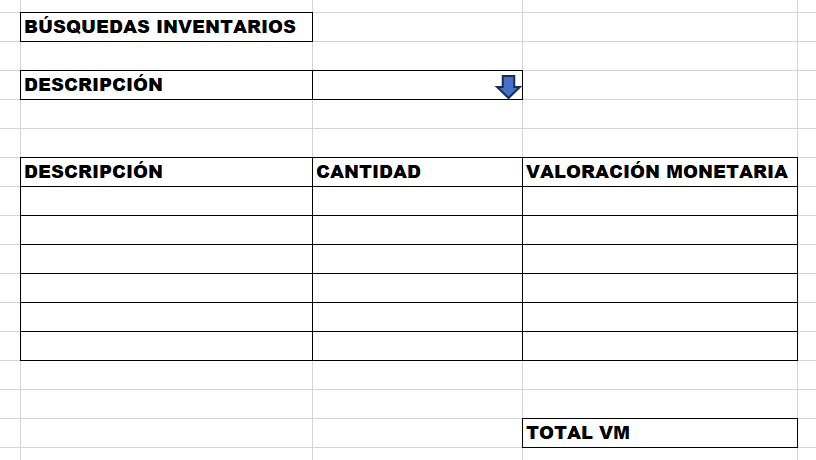 BÚSQUEDAS INVENTARIOS
DESCRIPCIÓN
DESCRIPCIÓN CANTIDAD VALORACIÓN MONETARIA
TOTAL VM